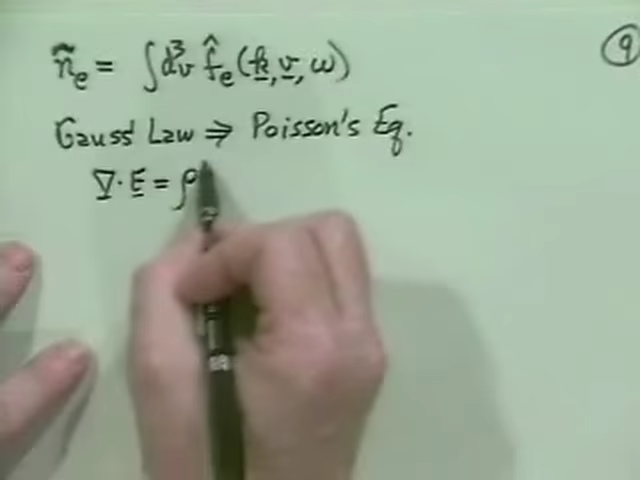 ñₑ = ∫d³v f̂ₑ(k, v, ω)
9
Gauss' Law ⇒ Poisson's Eq.
∇·E = ρ